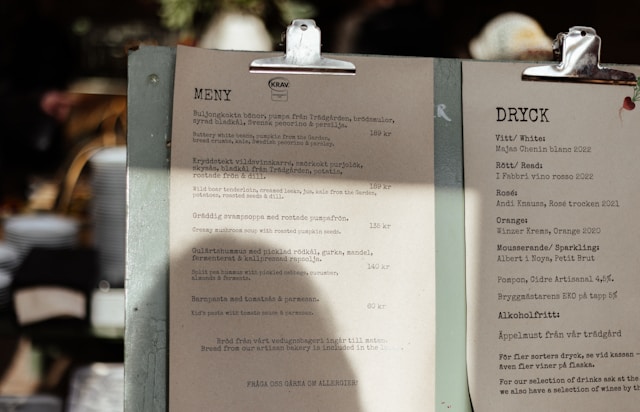 KRAV
MENY
Buljongkokta bönor, pumpa från Trädgården, brödsmulor,
syrad bladkål, Svensk pecorino & persilja.
189 kr
Buttery white beans, pumpkin from the Garden,
bread crumbs, kale, Swedish pecorino & parsley.
Kryddstekt vildsvinskarré, smörkokt purjolök,
skysås, bladkål från Trädgården, potatis,
rostade frön & dill.
189 kr
Wild boar tenderloin, creamed leeks, jus, kale from the Garden,
potatoes, roasted seeds & dill.
Gräddig svampsoppa med rostade pumpafrön.
135 kr
Creamy mushroom soup with roasted pumpkin seeds.
Gulärtshummus med picklad rödkål, gurka, mandel,
fermenterat & kallpressad rapsolja.
140 kr
Split pea hummus with pickled cabbage, cucumber,
almonds & ferments.
Barnpasta med tomatsås & parmesan.
80 kr
Kid's pasta with tomato sauce & parmesan.
Bröd från vårt vedugnsbageri ingår till maten.
Bread from our artisan bakery is included in the
FRÅGA OSS GÄRNA OM ALLERGIER!
R
DRYCK
Vitt/ White:
Majas Chenin blanc 2022
Rött/ Read:
I Fabbri vino rosso 2022
Rosé:
Andi Knauss, Rosé trocken 2021
Orange:
Winzer Krems, Orange 2020
Mousserande/ Sparkling:
Albert i Noya, Petit Brut
Pompon, Cidre Artisanal 4,5%.
Bryggmästarens EKO på tapp 5%
Alkoholfritt:
Äppelmust från vår trädgård
För fler sorters dryck, se vid kassan
även fler viner på flaska.
For our selection of drinks ask at the
we also have a selection of wines by th